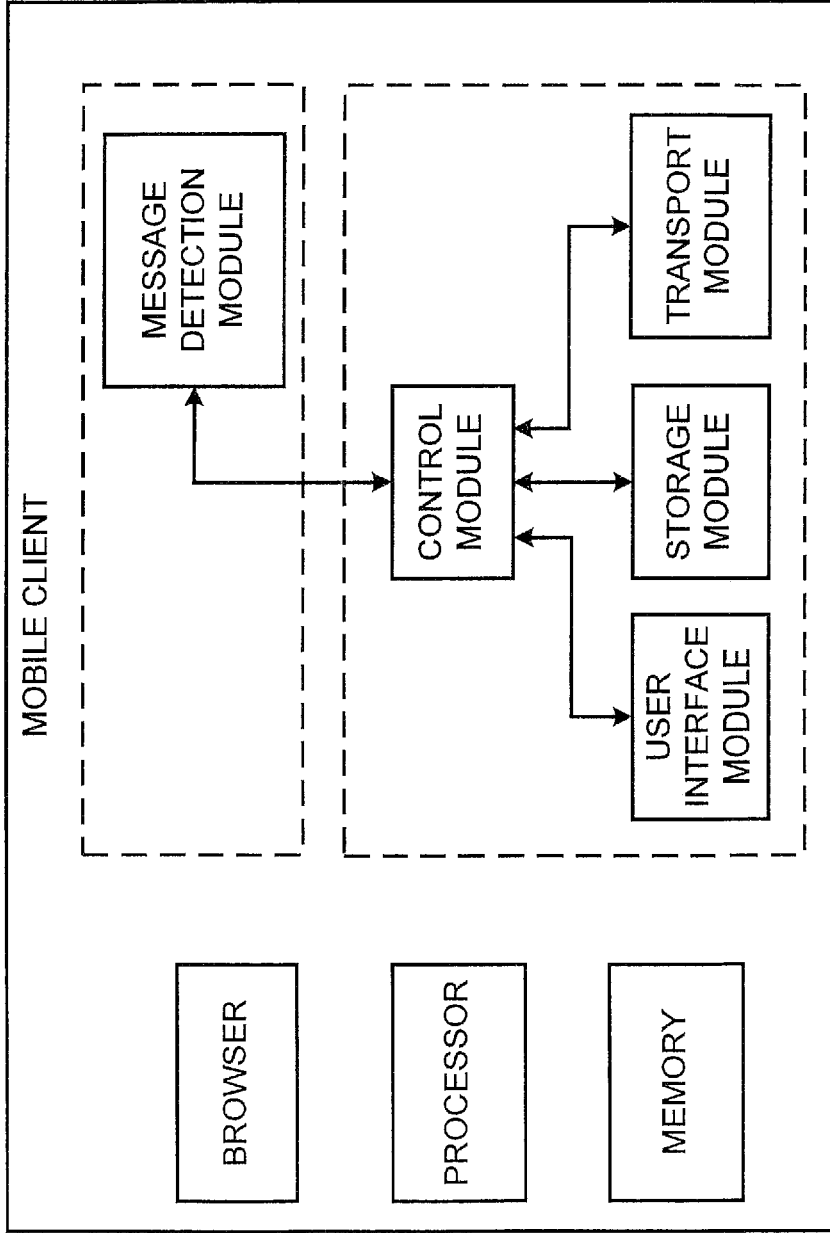 MOBILE CLIENT
BROWSER
PROCESSOR
MEMORY
MESSAGE
DETECTION
MODULE
CONTROL
MODULE
USER
INTERFACE
MODULE
STORAGE
MODULE
TRANSPORT
MODULE